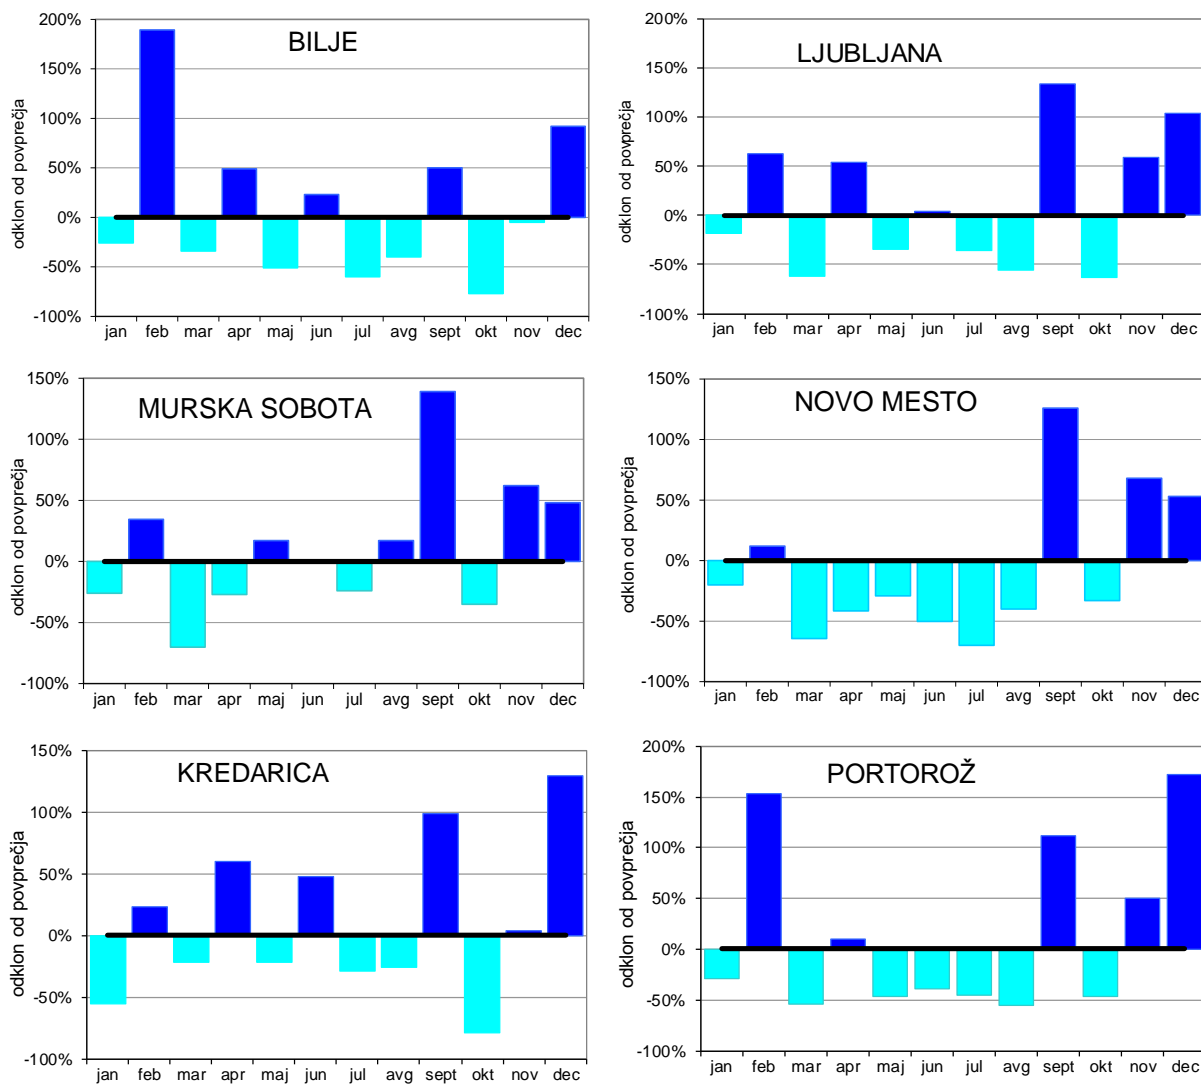 BILJE
odklon od povprečja
200%
150%
100%
50%
0%
-50%
-100%
jan feb mar apr maj jun jul avg sept okt nov dec
LJUBLJANA
odklon od povprečja
200%
150%
100%
50%
0%
-50%
-100%
jan feb mar apr maj jun jul avg sept okt nov dec
MURSKA SOBOTA
odklon od povprečja
150%
100%
50%
0%
-50%
-100%
jan feb mar apr maj jun jul avg sept okt nov dec
NOVO MESTO
odklon od povprečja
150%
100%
50%
0%
-50%
-100%
jan feb mar apr maj jun jul avg sept okt nov dec
KREDARICA
odklon od povprečja
150%
100%
50%
0%
-50%
-100%
jan feb mar apr maj jun jul avg sept okt nov dec
PORTOROŽ
odklon od povprečja
200%
150%
100%
50%
0%
-50%
-100%
jan feb mar apr maj jun jul avg sept okt nov dec